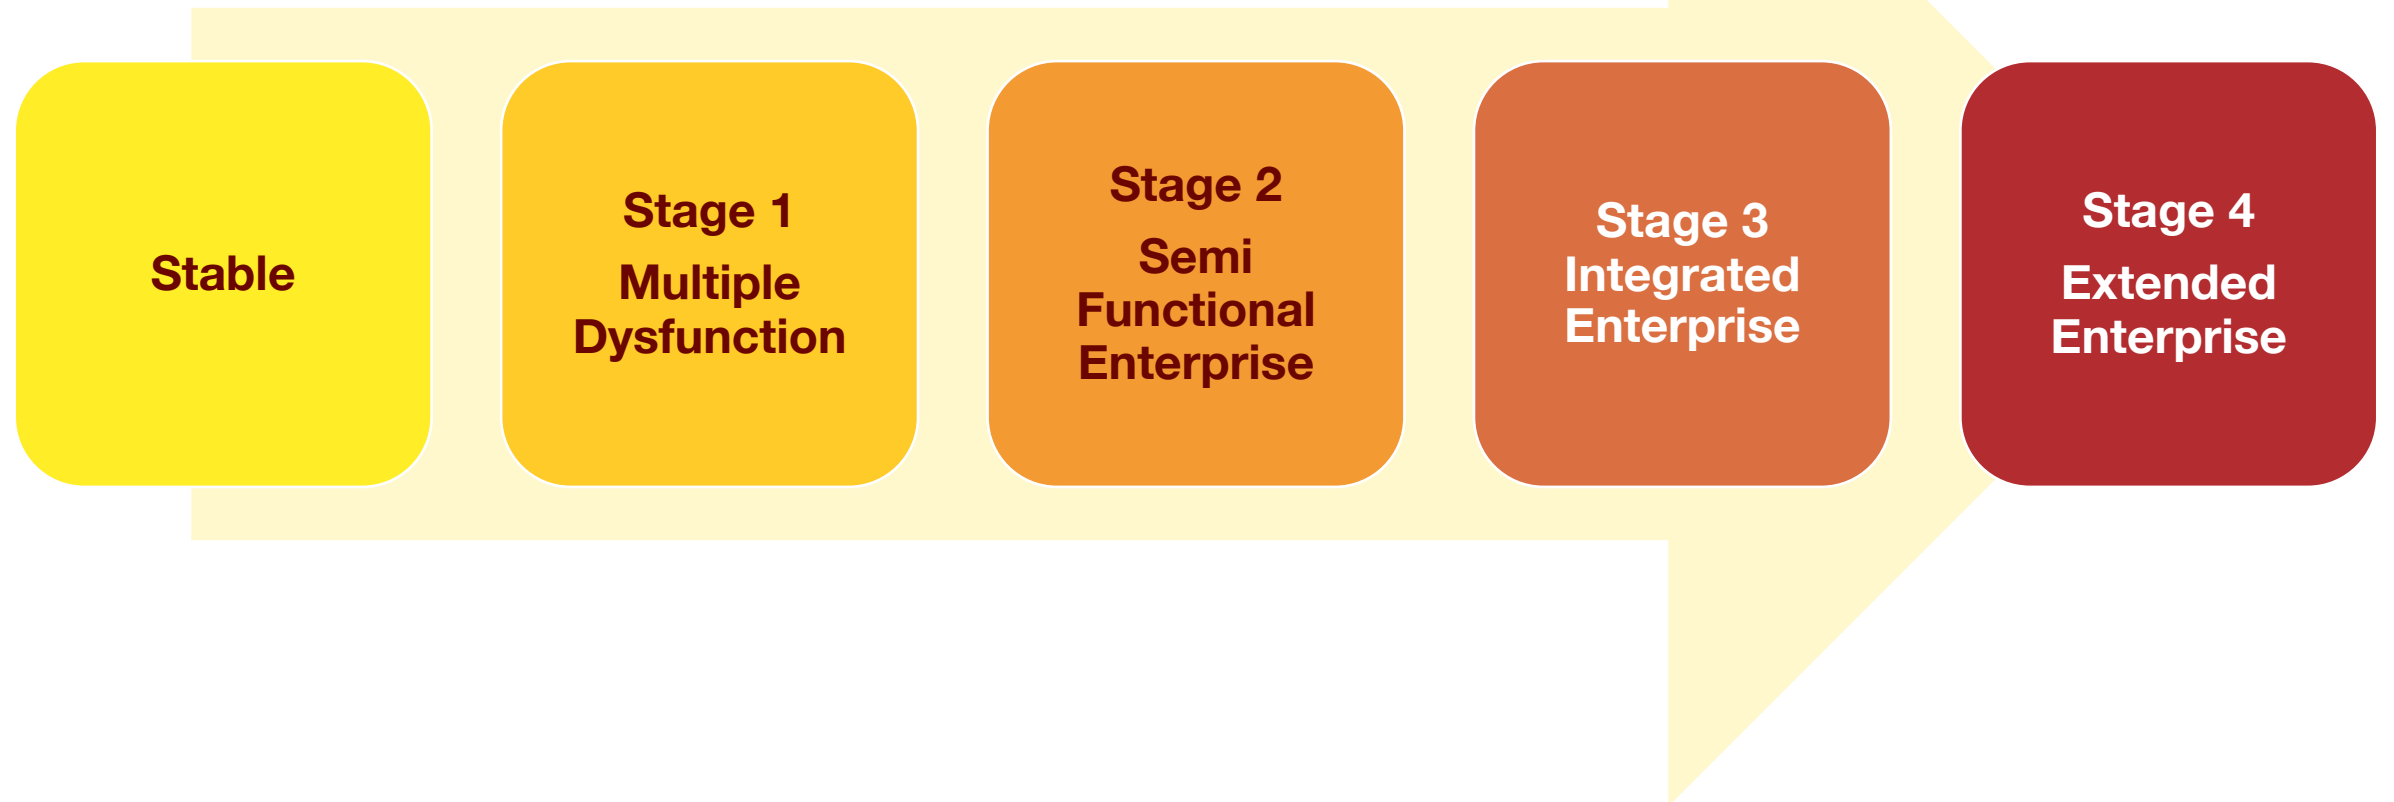 Stable
Stage 1
Multiple
Dysfunction
Stage 2
Semi
Functional
Enterprise
Stage 3
Integrated
Enterprise
Stage 4
Extended
Enterprise